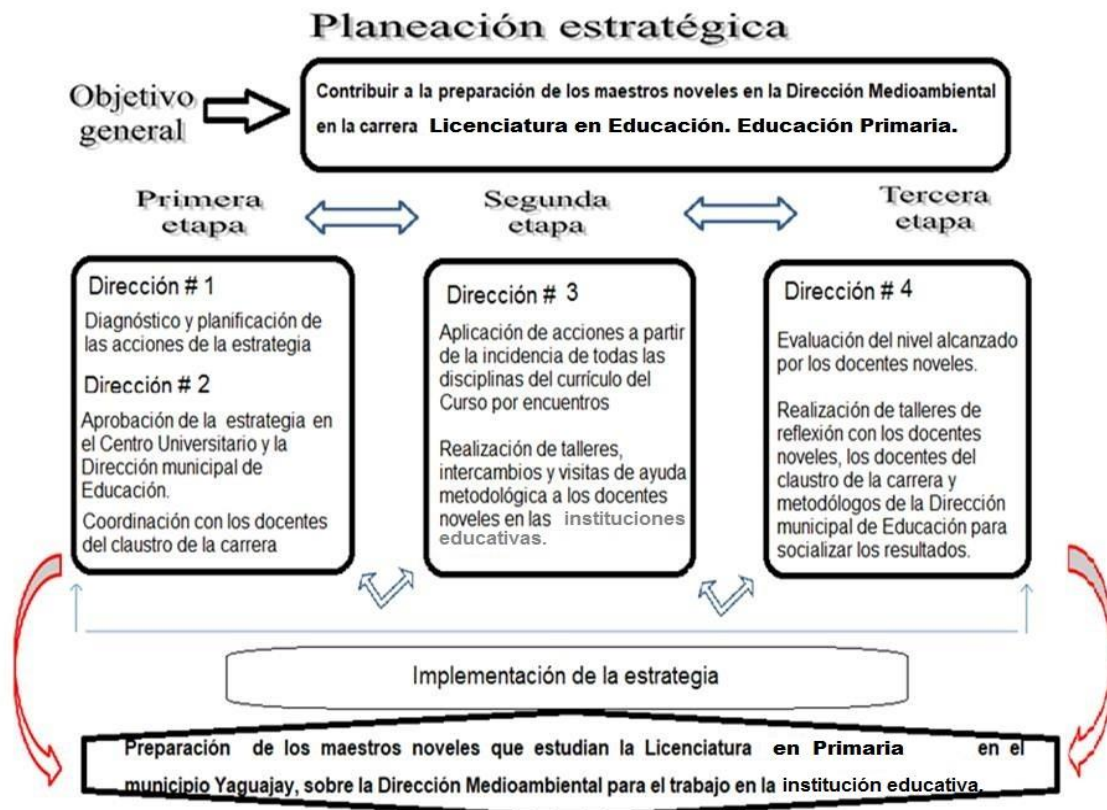 Planeación estratégica
Objetivo
general
Contribuir a la preparación de los maestros noveles en la Dirección Medioambiental
en la carrera Licenciatura en Educación. Educación Primaria.
Primera
etapa
Segunda
etapa
Tercera
etapa
Dirección # 1
Diagnóstico y planificación de
las acciones de la estrategia
Dirección # 2
Aprobación de la estrategia en
el Centro Universitario y la
Dirección municipal de
Educación.
Coordinación con los docentes
del claustro de la carrera
Dirección # 3
Aplicación de acciones a partir
de la incidencia de todas las
disciplinas del currículo del
Curso por encuentros
Realización de talleres,
intercambios y visitas de ayuda
metodológica a los docentes
noveles en las instituciones
educativas.
Dirección # 4
Evaluación del nivel alcanzado
por los docentes noveles.
Realización de talleres de
reflexión con los docentes
noveles, los docentes del
claustro de la carrera y
metodólogos de la Dirección
municipal de Educación para
socializar los resultados.
Implementación de la estrategia
Preparación de los maestros noveles que estudian la Licenciatura en Primaria en el
municipio Yaguajay, sobre la Dirección Medioambiental para el trabajo en la institución educativa.